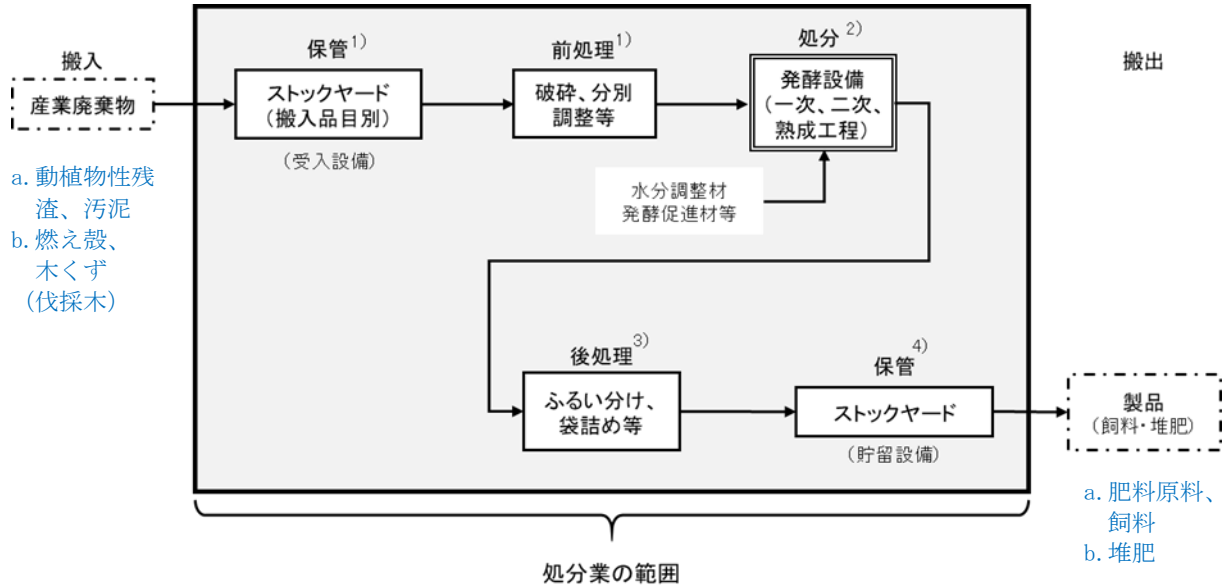 搬入
産業廃棄物
a. 動植物性残
渣、汚泥
b. 燃え殻、
木くず
(伐採木)
保管1)
ストックヤード
(搬入品目別)
(受入設備)
前処理1)
破砕、分別
調整等
処分2)
発酵設備
(一次、二次、
熟成工程)
水分調整材
発酵促進材等
後処理3)
ふるい分け、
袋詰め等
保管4)
ストックヤード
(貯留設備)
搬出
製品
(飼料・堆肥)
a. 肥料原料、
飼料
b. 堆肥
処分業の範囲